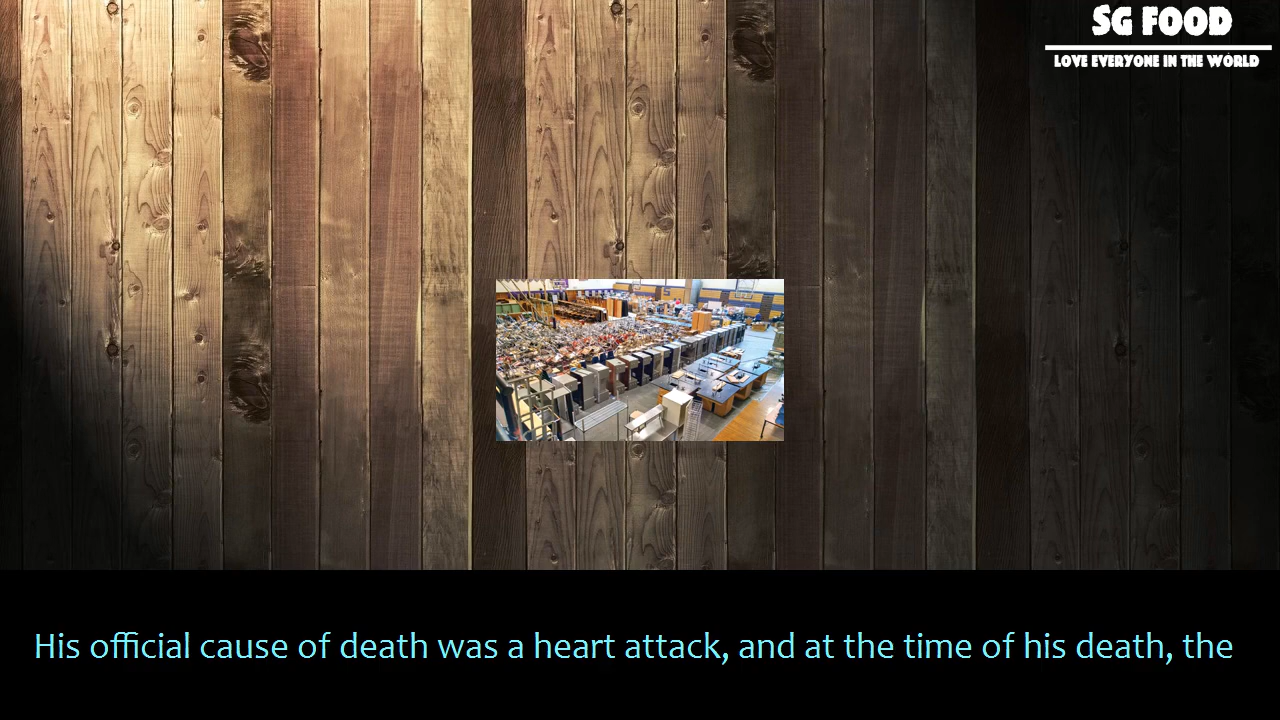 SG FOOD
LOVE EVERYONE IN THE WORLD
His official cause of death was a heart attack, and at the time of his death, the